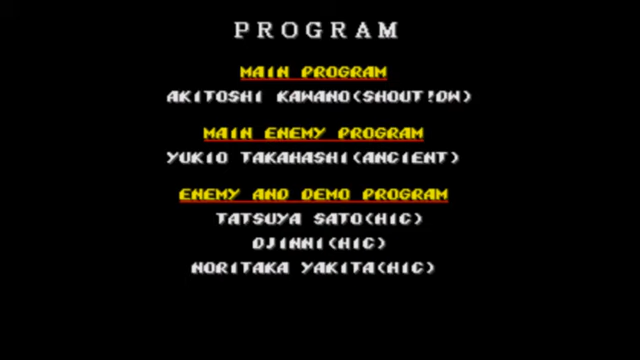 PROGRAM
MAIN PROGRAM
AKITOSHI KAWANO(SHOUT!DW)
MAIN ENEMY PROGRAM
YUKIO TAKAHASHI(ANCIENT)
ENEMY AND DEMO PROGRAM
TATSUYA SATO(HIC)
DJINNI(HIC)
NORITAKA YAKITA(HIC)